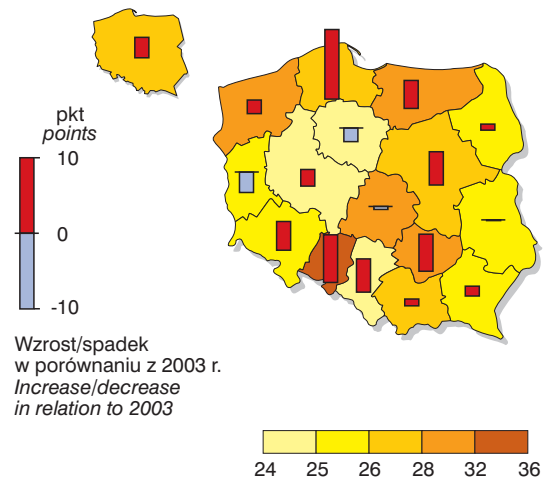 pkt
points
10
0
-10
Wzrost/spadek
w porównaniu z 2003 r.
Increase/decrease
in relation to 2003
24 25 26 28 32 36